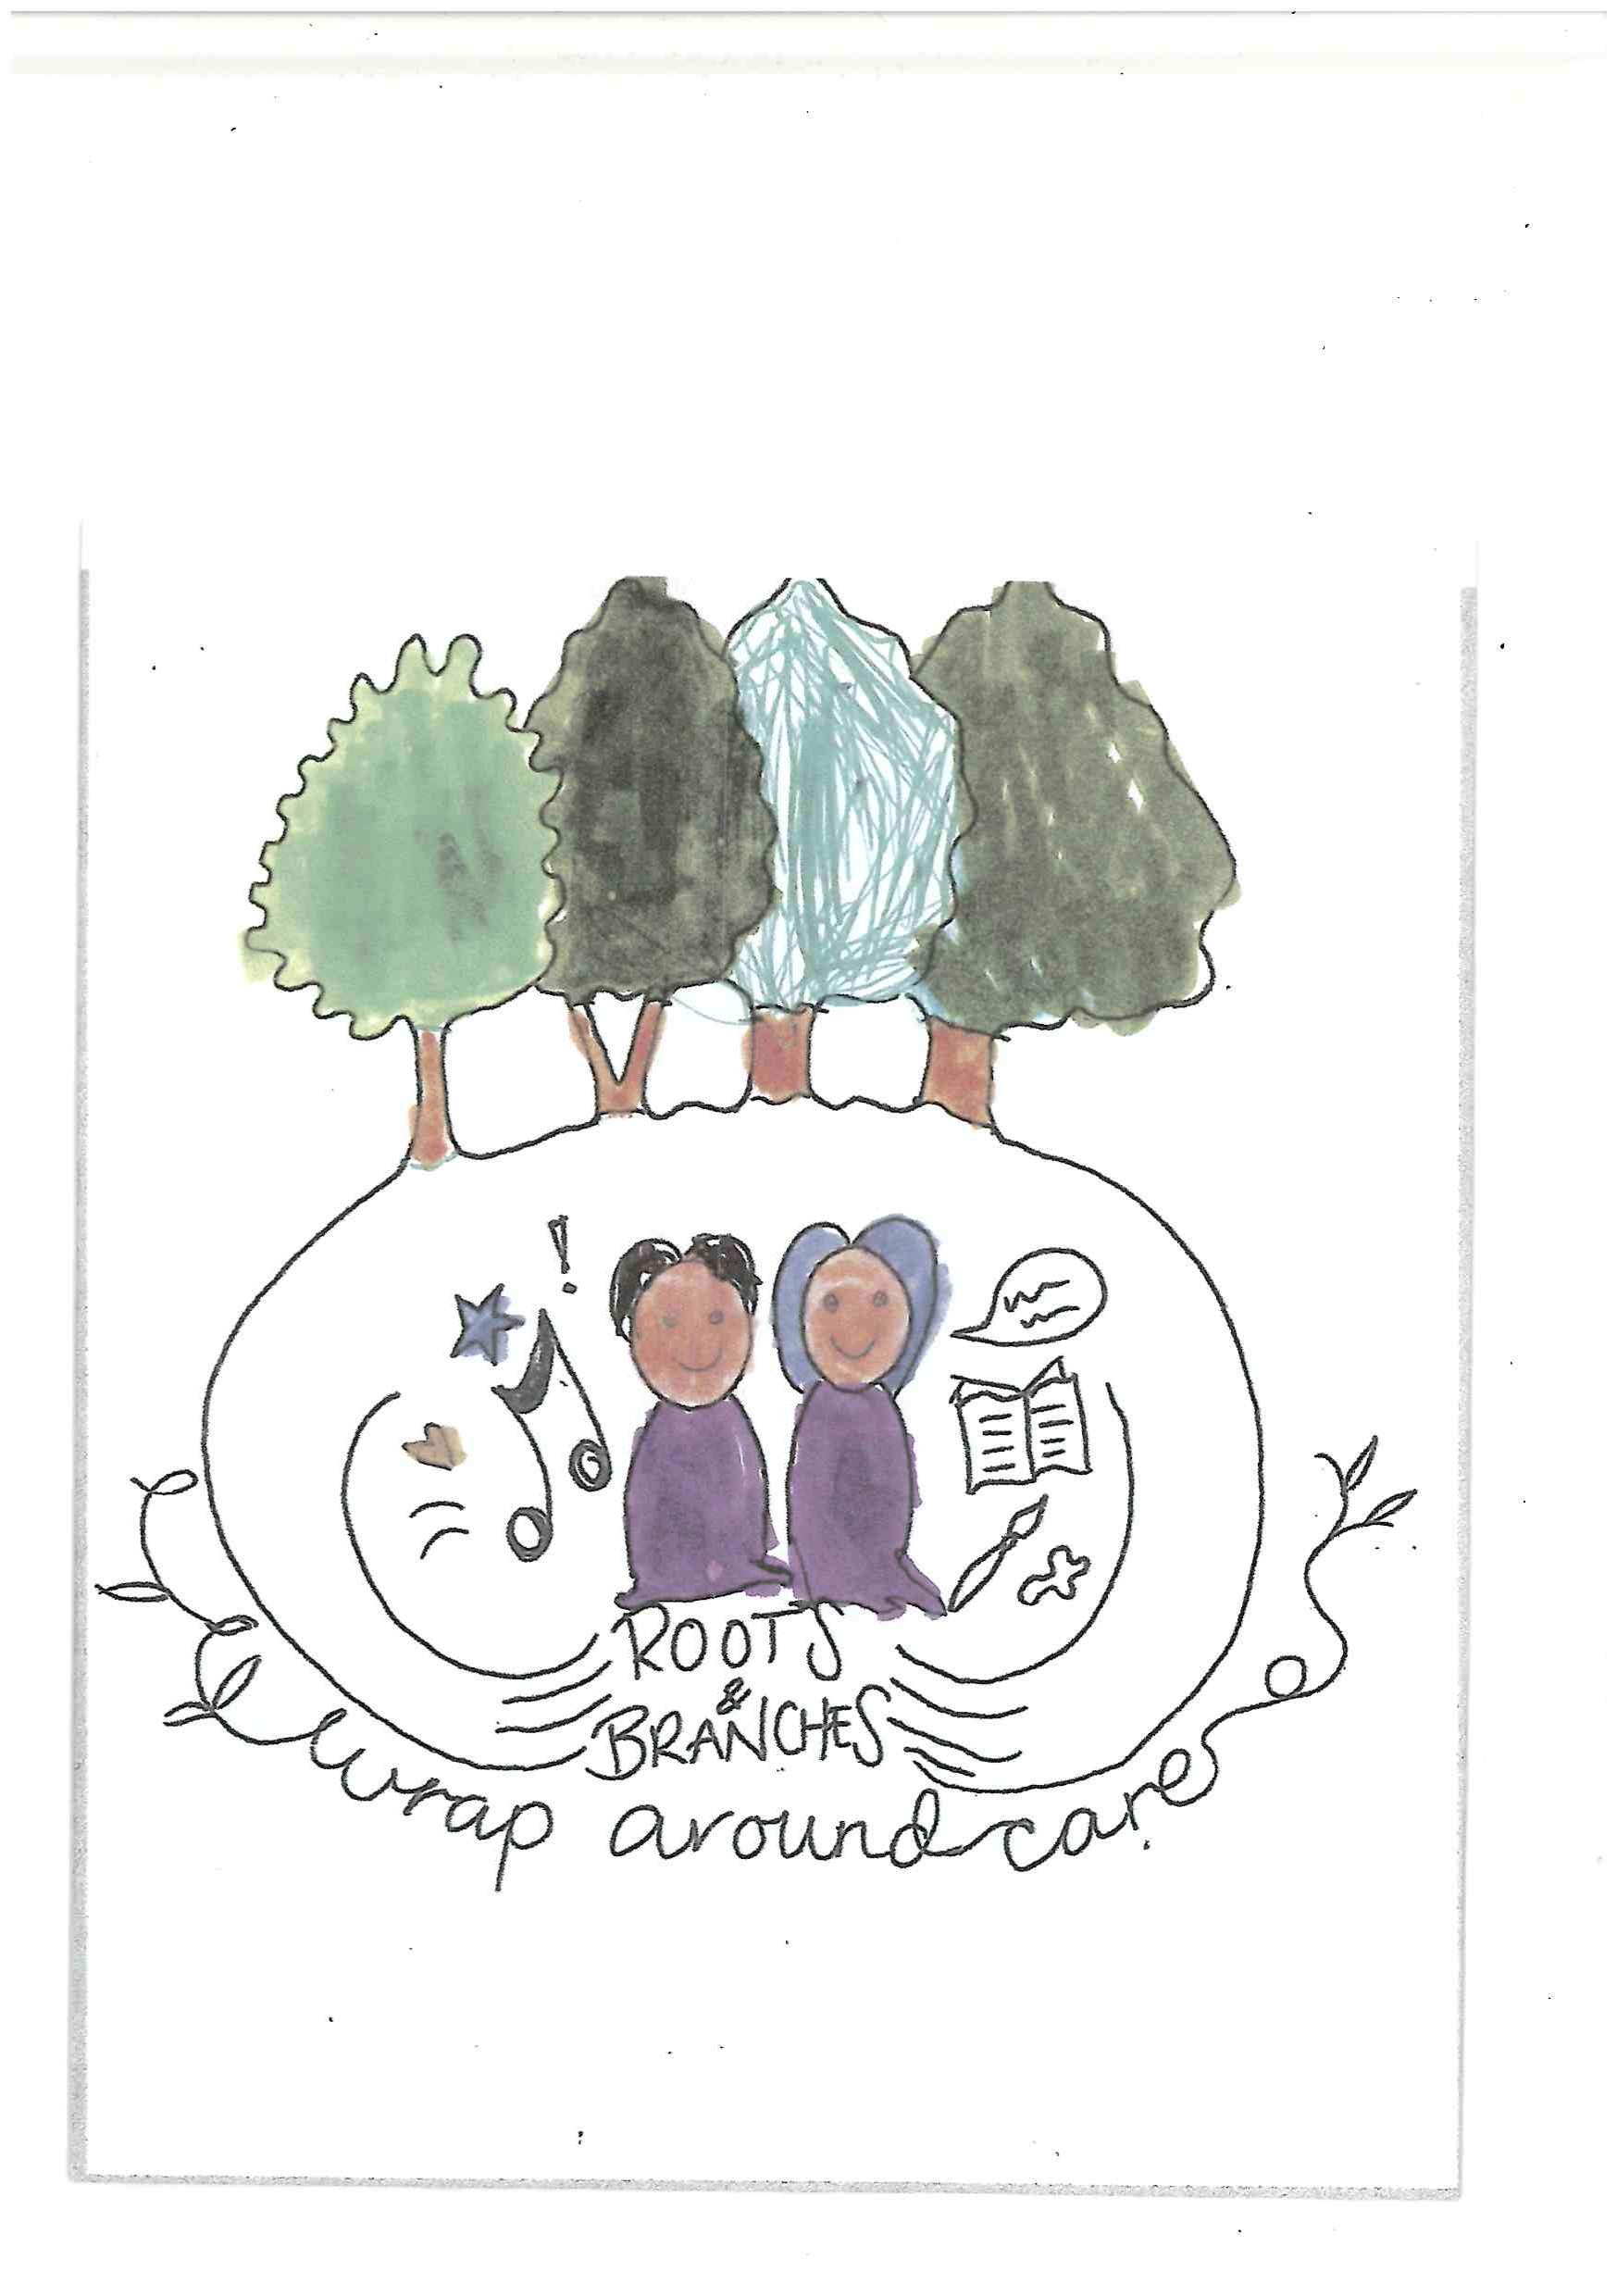 !
ROOTS
&
BRANCHES
wrap around care